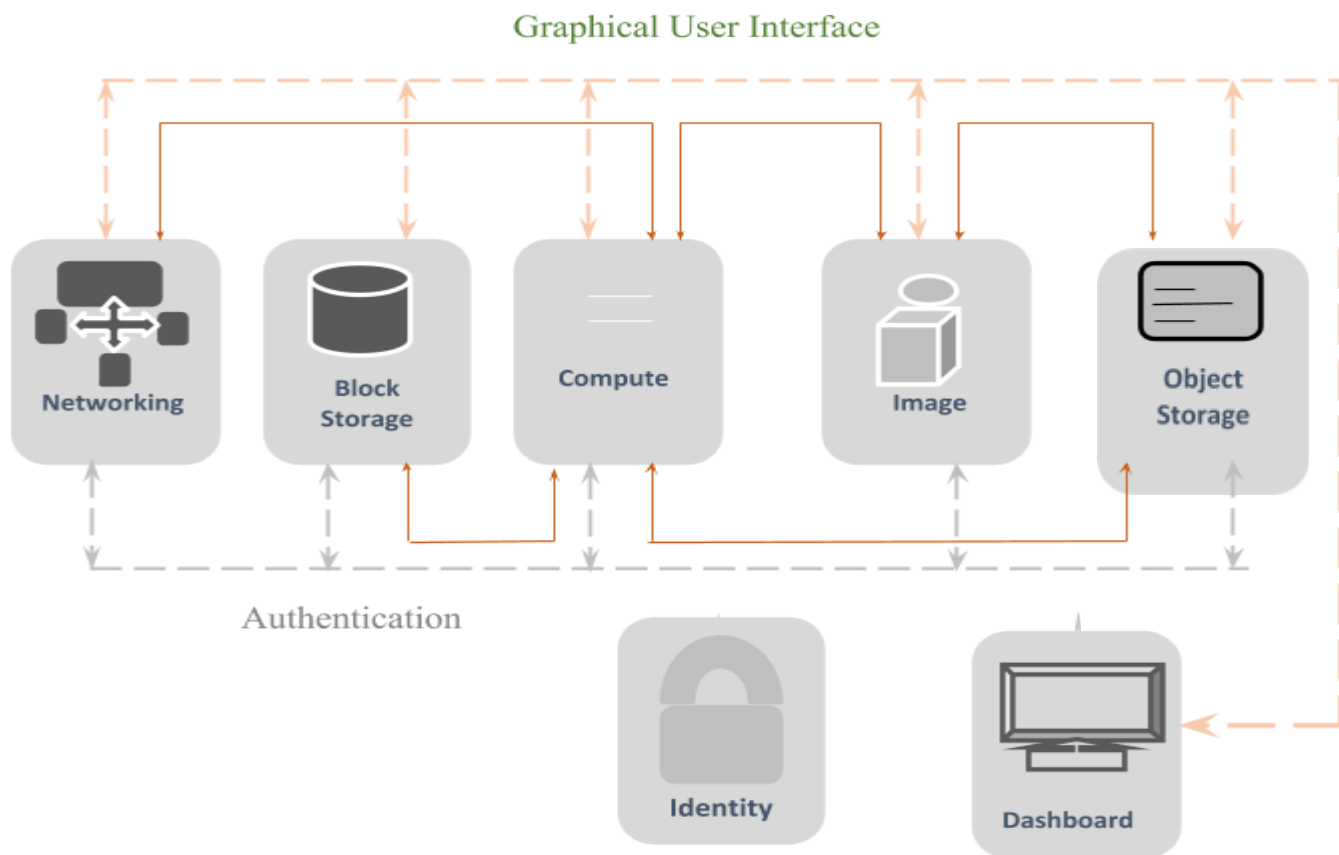 Graphical User Interface
Networking
Block
Storage
Compute
Image
Object
Storage
Authentication
Identity
Dashboard